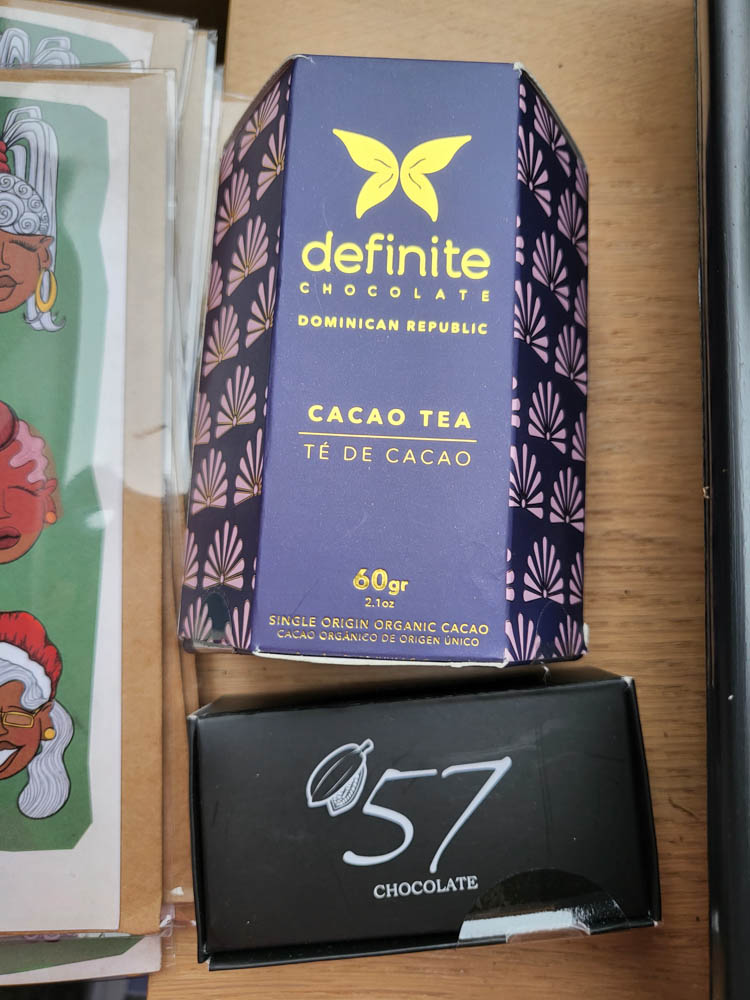 definite
CHOCOLATE
DOMINICAN REPUBLIC
CACAO TEA
TÉ DE CACAO
60gr
2.1oz
SINGLE ORIGIN ORGANIC CACAO
CACAO ORGÁNICO DE ORIGEN ÚNICO
'57
CHOCOLATE